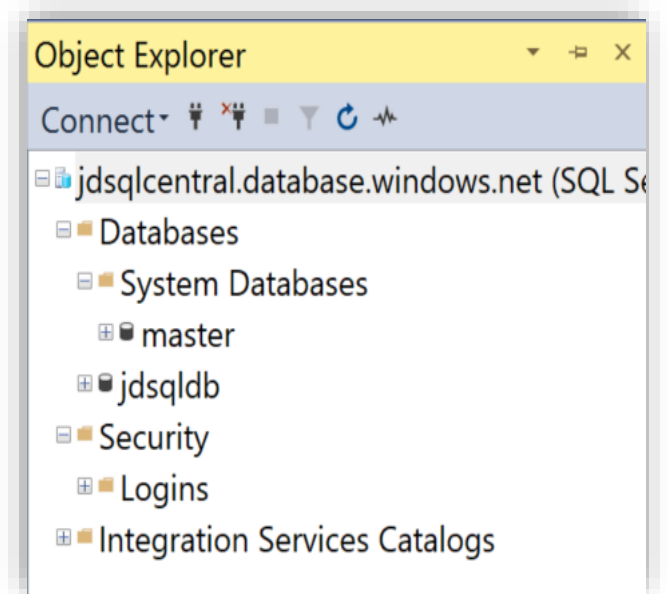 Object Explorer
Connect
jdsqlcentral.database.windows.net (SQL Se
Databases
System Databases
master
jdsqldb
Security
Logins
Integration Services Catalogs